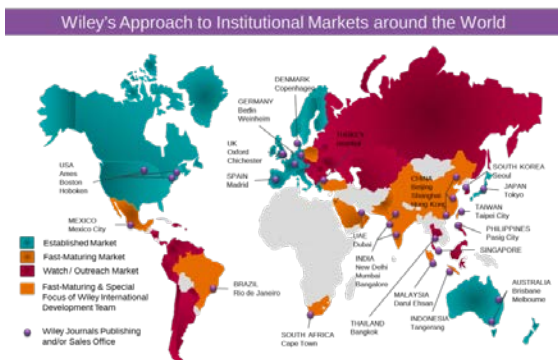 Wiley's Approach to Institutional Markets around the World
DENMARK
Copenhagen
GERMANY
Berlin
Weinheim
TURKEY
Istanbul
UK
Oxford
Chichester
SPAIN
Madrid
USA
Ames
Boston
Hoboken
MEXICO
Mexico City
CHINA
Beijing
Shanghai
Hong Kong
SOUTH KOREA
Seoul
JAPAN
Tokyo
TAIWAN
Taipei City
PHILIPPINES
Pasig City
SINGAPORE
UAE
Dubai
INDIA
New Delhi
Mumbai
Bangalore
MALAYSIA
Darul Ehsan
THAILAND
Bangkok
INDONESIA
Tangerang
AUSTRALIA
Brisbane
Melbourne
BRAZIL
Rio de Janeiro
SOUTH AFRICA
Cape Town
Established Market
Fast-Maturing Market
Watch / Outreach Market
Fast-Maturing & Special
Focus of Wiley International
Development Team
Wiley Journals Publishing
and/or Sales Office